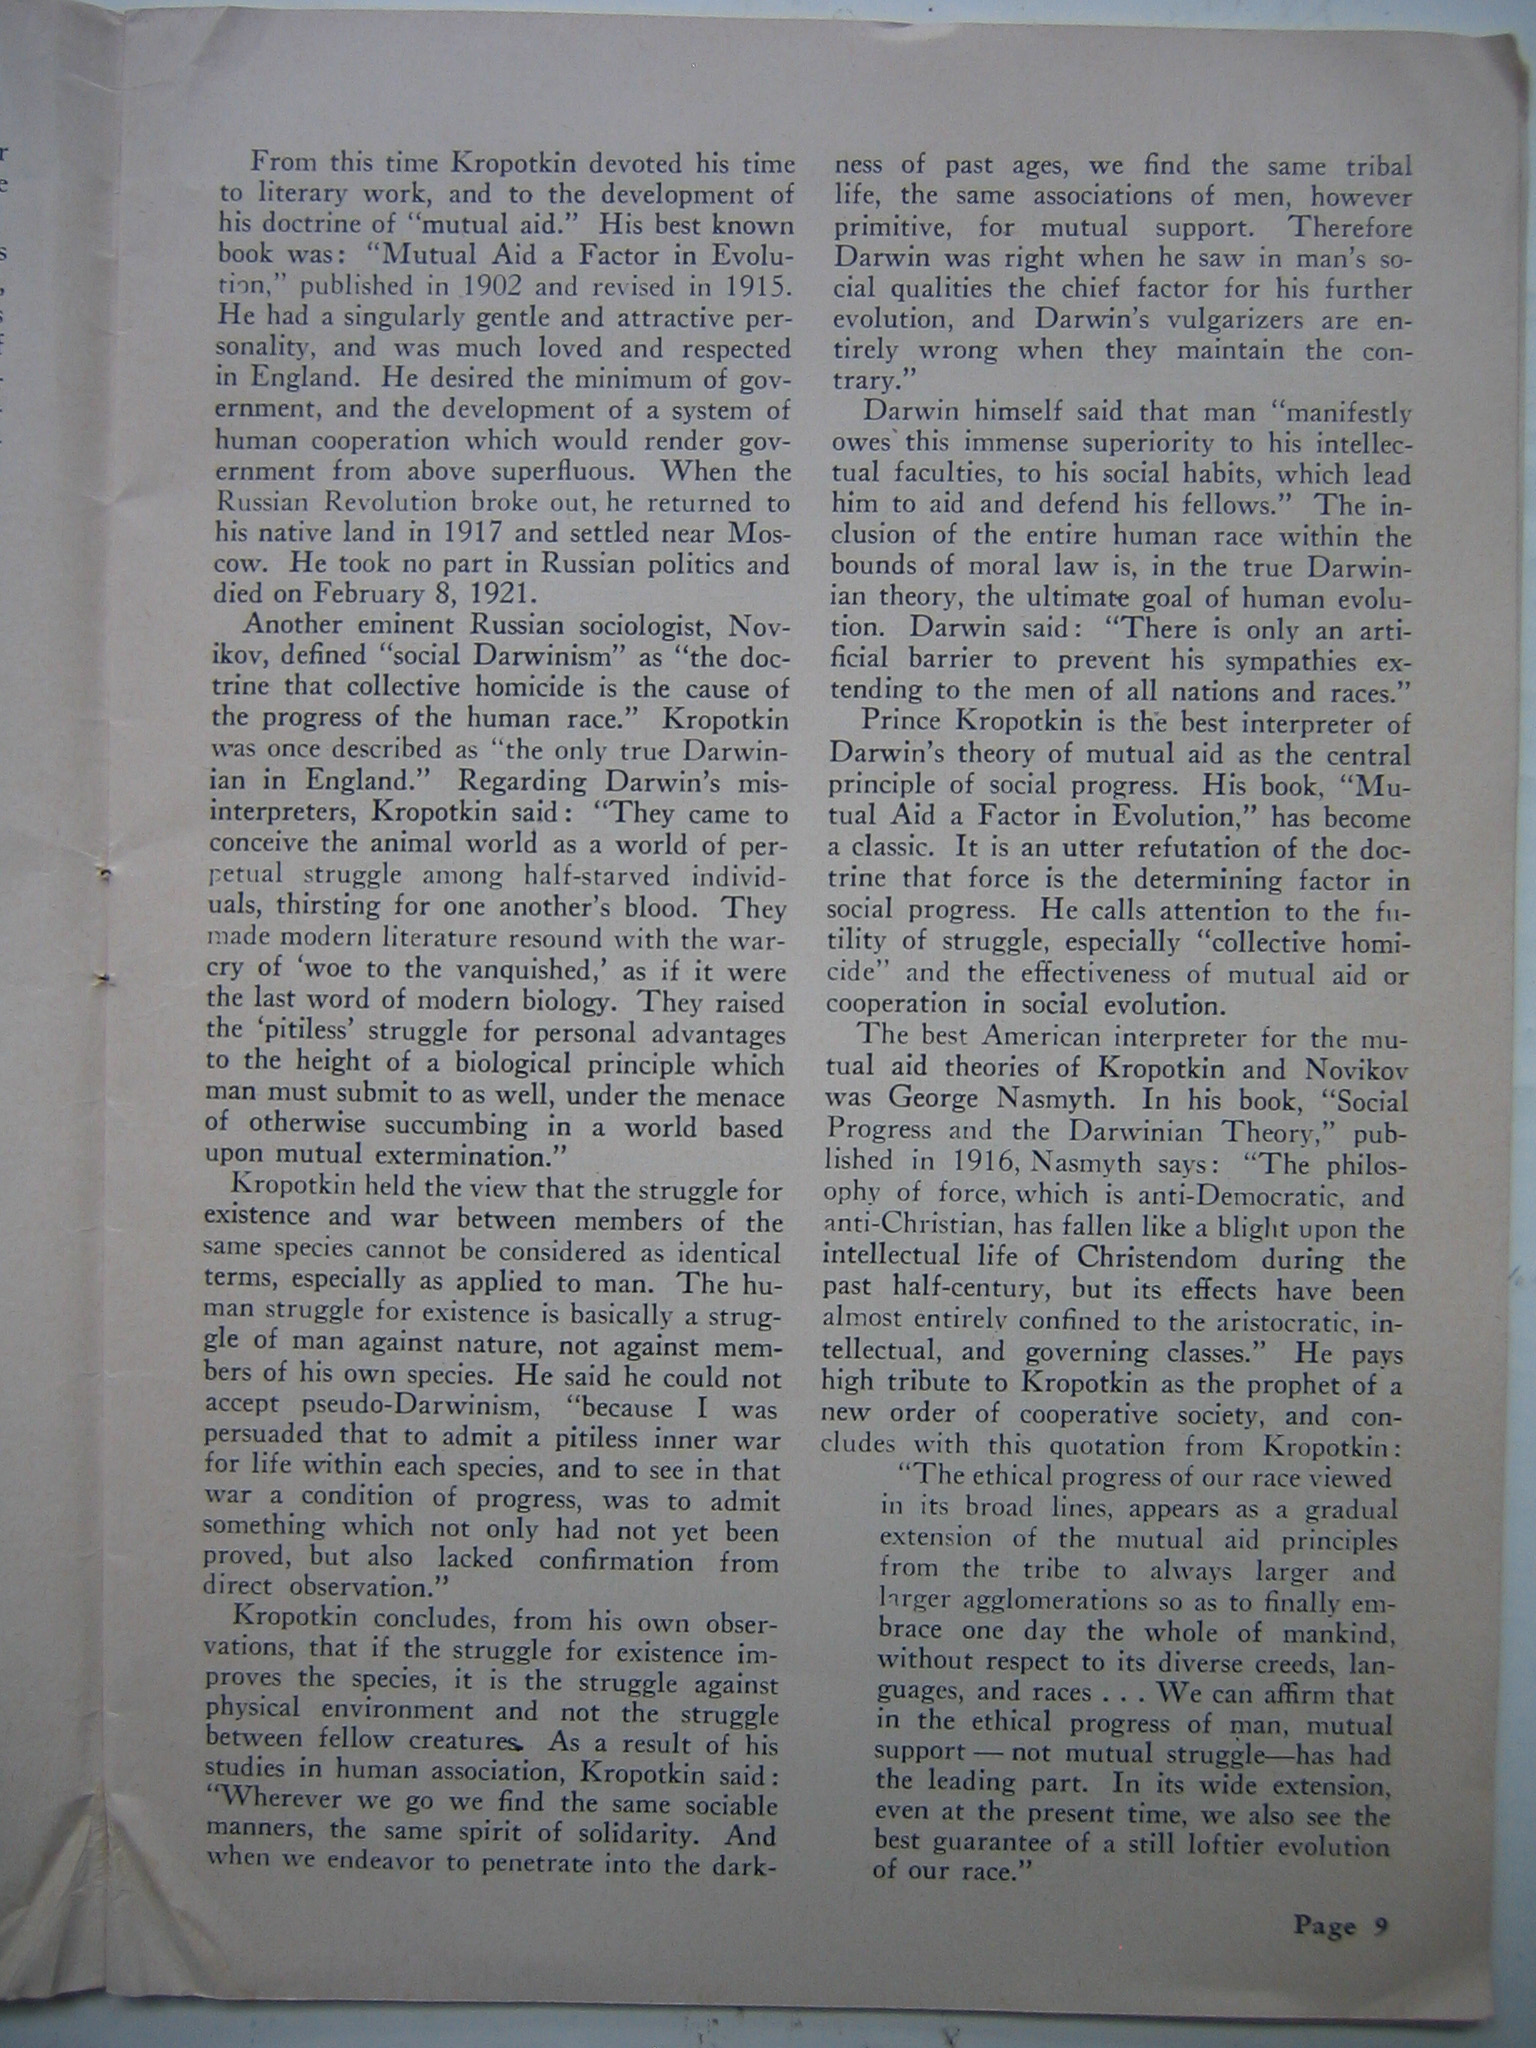 From this time Kropotkin devoted his time
to literary work, and to the development of
his doctrine of “mutual aid.” His best known
book was: “Mutual Aid a Factor in Evolu-
tion,” published in 1902 and revised in 1915.
He had a singularly gentle and attractive per-
sonality, and was much loved and respected
in England. He desired the minimum of gov-
ernment, and the development of a system of
human cooperation which would render gov-
ernment from above superfluous. When the
Russian Revolution broke out, he returned to
his native land in 1917 and settled near Mos-
cow. He took no part in Russian politics and
died on February 8, 1921.
Another eminent Russian sociologist, Nov-
ikov, defined “social Darwinism” as “the doc-
trine that collective homicide is the cause of
the progress of the human race.” Kropotkin
was once described as “the only true Darwin-
ian in England.” Regarding Darwin’s mis-
interpreters, Kropotkin said: “They came to
conceive the animal world as a world of per-
petual struggle among half-starved individ-
uals, thirsting for one another’s blood. They
made modern literature resound with the war-
cry of ‘woe to the vanquished,’ as if it were
the last word of modern biology. They raised
the ‘pitiless’ struggle for personal advantages
to the height of a biological principle which
man must submit to as well, under the menace
of otherwise succumbing in a world based
upon mutual extermination.”
Kropotkin held the view that the struggle for
existence and war between members of the
same species cannot be considered as identical
terms, especially as applied to man. The hu-
man struggle for existence is basically a strug-
gle of man against nature, not against mem-
bers of his own species. He said he could not
accept pseudo-Darwinism, “because I was
persuaded that to admit a pitiless inner war
for life within each species, and to see in that
war a condition of progress, was to admit
something which not only had not yet been
proved, but also lacked confirmation from
direct observation.”
Kropotkin concludes, from his own obser-
vations, that if the struggle for existence im-
proves the species, it is the struggle against
physical environment and not the struggle
between fellow creatures. As a result of his
studies in human association, Kropotkin said:
“Wherever we go we find the same sociable
manners, the same spirit of solidarity. And
when we endeavor to penetrate into the dark-
ness of past ages, we find the same tribal
life, the same associations of men, however
primitive, for mutual support. Therefore
Darwin was right when he saw in man’s so-
cial qualities the chief factor for his further
evolution, and Darwin’s vulgarizers are en-
tirely wrong when they maintain the con-
trary.”
Darwin himself said that man “manifestly
owes this immense superiority to his intellec-
tual faculties, to his social habits, which lead
him to aid and defend his fellows.” The in-
clusion of the entire human race within the
bounds of moral law is, in the true Darwin-
ian theory, the ultimate goal of human evolu-
tion. Darwin said: “There is only an arti-
ficial barrier to prevent his sympathies ex-
tending to the men of all nations and races.”
Prince Kropotkin is the best interpreter of
Darwin’s theory of mutual aid as the central
principle of social progress. His book, “Mu-
tual Aid a Factor in Evolution,” has become
a classic. It is an utter refutation of the doc-
trine that force is the determining factor in
social progress. He calls attention to the fu-
tility of struggle, especially “collective homi-
cide” and the effectiveness of mutual aid or
cooperation in social evolution.
The best American interpreter for the mu-
tual aid theories of Kropotkin and Novikov
was George Nasmyth. In his book, “Social
Progress and the Darwinian Theory,” pub-
lished in 1916, Nasmyth says: “The philos-
ophy of force, which is anti-Democratic, and
anti-Christian, has fallen like a blight upon the
intellectual life of Christendom during the
past half-century, but its effects have been
almost entirely confined to the aristocratic, in-
tellectual, and governing classes.” He pays
high tribute to Kropotkin as the prophet of a
new order of cooperative society, and con-
cludes with this quotation from Kropotkin:
“The ethical progress of our race viewed
in its broad lines, appears as a gradual
extension of the mutual aid principles
from the tribe to always larger and
larger agglomerations so as to finally em-
brace one day the whole of mankind,
without respect to its diverse creeds, lan-
guages, and races . . . We can affirm that
in the ethical progress of man, mutual
support — not mutual struggle—has had
the leading part. In its wide extension,
even at the present time, we also see the
best guarantee of a still loftier evolution
of our race.”
Page 9